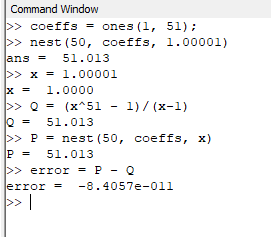 Command Window
>> coeffs = ones(1, 51);
>> nest(50, coeffs, 1.00001)
ans =  51.013
>> x = 1.00001
x =  1.0000
>> Q = (x^51 - 1)/(x-1)
Q =  51.013
>> P = nest(50, coeffs, x)
P =  51.013
>> error = P - Q
error = -8.4057e-011
>>